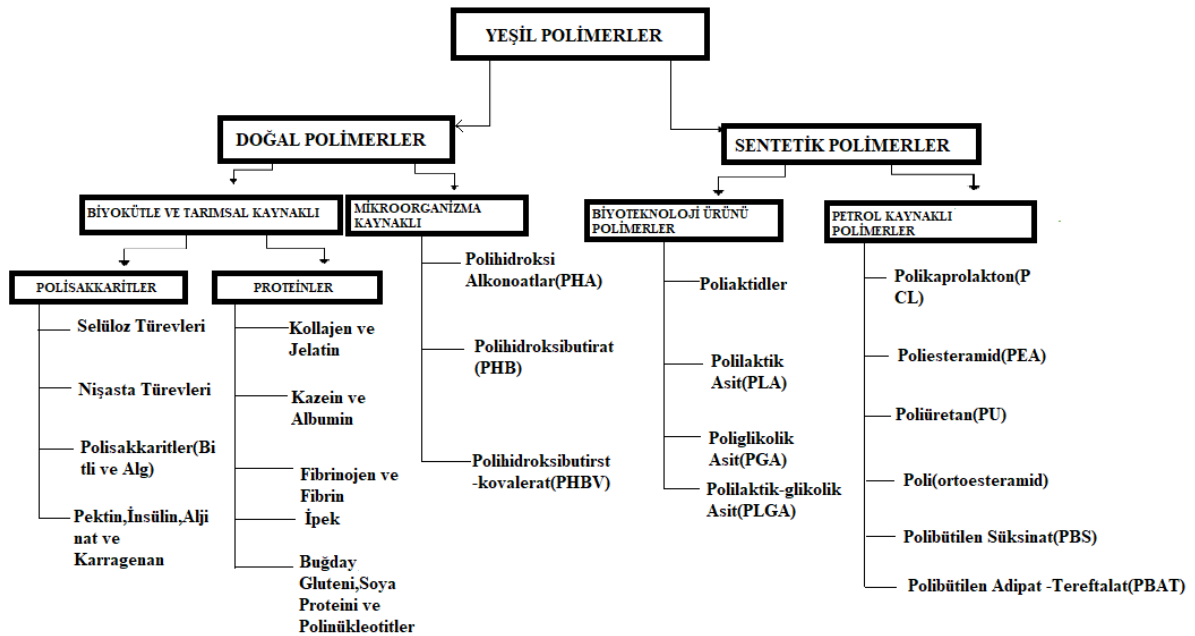 YEŞİL POLİMERLER
DOĞAL POLİMERLER
SENTETİK POLİMERLER
BİYOKÜTLE VE TARIMSAL KAYNAKLI
MİKROORGANİZMA
KAYNAKLI
BİYOTEKNOLOJİ ÜRÜNÜ
POLİMERLER
PETROL KAYNAKLI
POLİMERLER
POLİSAKKARİTLER
PROTEINLER
Selüloz Türevleri
Nişasta Türevleri
Polisakkaritler(Bi
tli ve Alg)
Pektin,İnsülin,Alji
nat ve
Karragenan
Kollajen ve
Jelatin
Kazein ve
Albumin
Fibrinojen ve
Fibrin
İpek
Buğday
Gluteni,Soya
Proteini ve
Polinükleotitler
Polihidroksi
Alkonoatlar(PHA)
Polihidroksibutirat
(PHB)
Polihidroksibutirst
-kovalerat(PHBV)
Poliaktidler
Polilaktik
Asit(PLA)
Poliglikolik
Asit(PGA)
Polilaktik-glikolik
Asit(PLGA)
Polikaprolakton(P
CL)
Poliesteramid(PEA)
Poliüretan(PU)
Poli(ortoesteramid)
Polibütilen Süksinat(PBS)
Polibütilen Adipat -Tereftalat(PBAT)